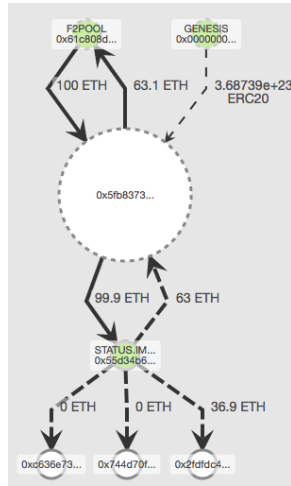 F2POOL
0x61c808d...
GENESIS
0x0000000...
100 ETH
63.1 ETH
3.68739e+23
ERC20
0x5fb8373...
99.9 ETH
63 ETH
STATUS.IM...
0x55d34b6...
0 ETH
0 ETH
36.9 ETH
0xc636e73...
0x744d70f...
0x2fdfdc4...